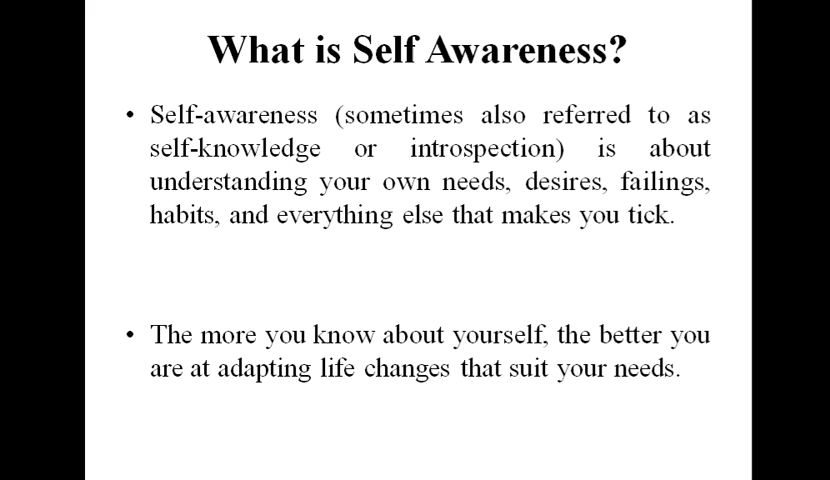 What is Self Awareness?
• Self-awareness (sometimes also referred to as
self-knowledge or introspection) is about
understanding your own needs, desires, failings,
habits, and everything else that makes you tick.
• The more you know about yourself, the better you
are at adapting life changes that suit your needs.